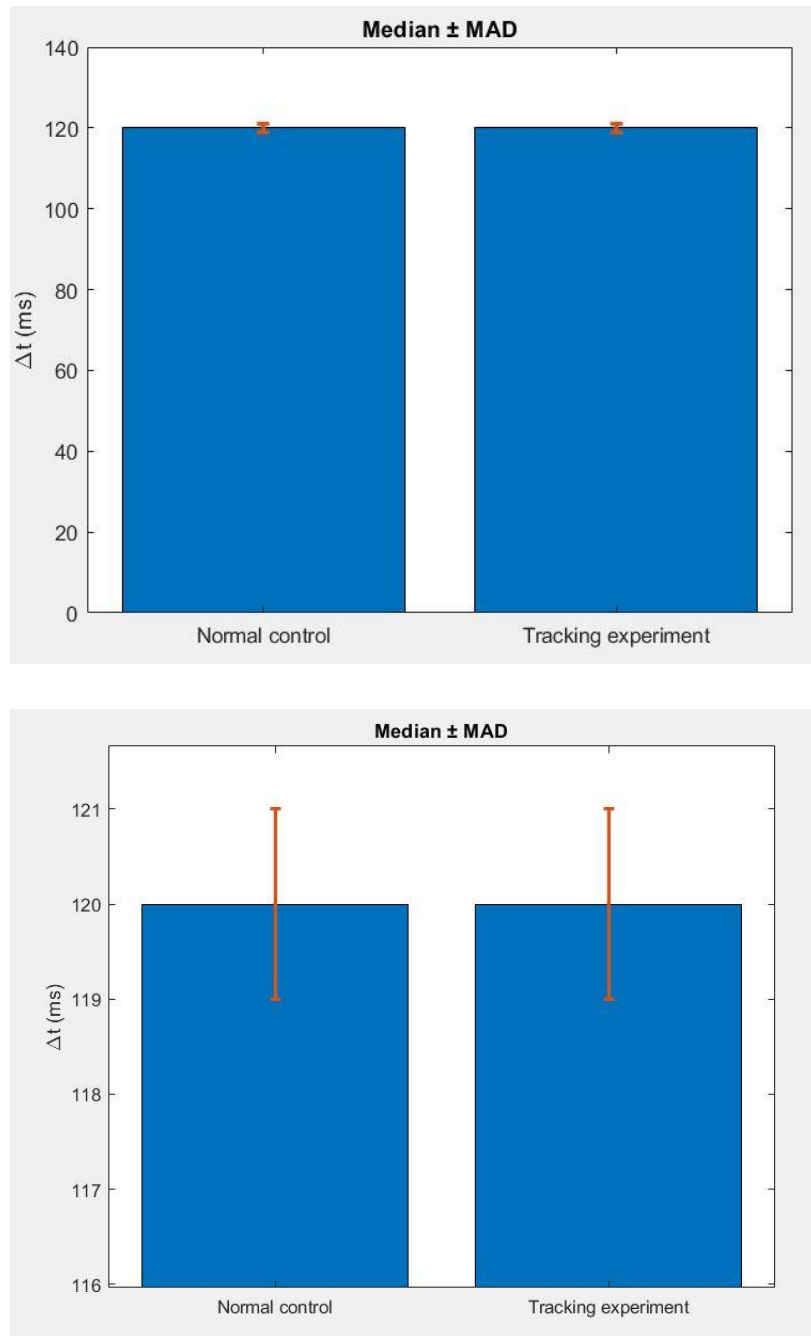 Median ± MAD
140
120
100
80
60
40
20
0
Δt (ms)
Normal control Tracking experiment
Median ± MAD
121
120
119
118
117
116
Δt (ms)
Normal control Tracking experiment